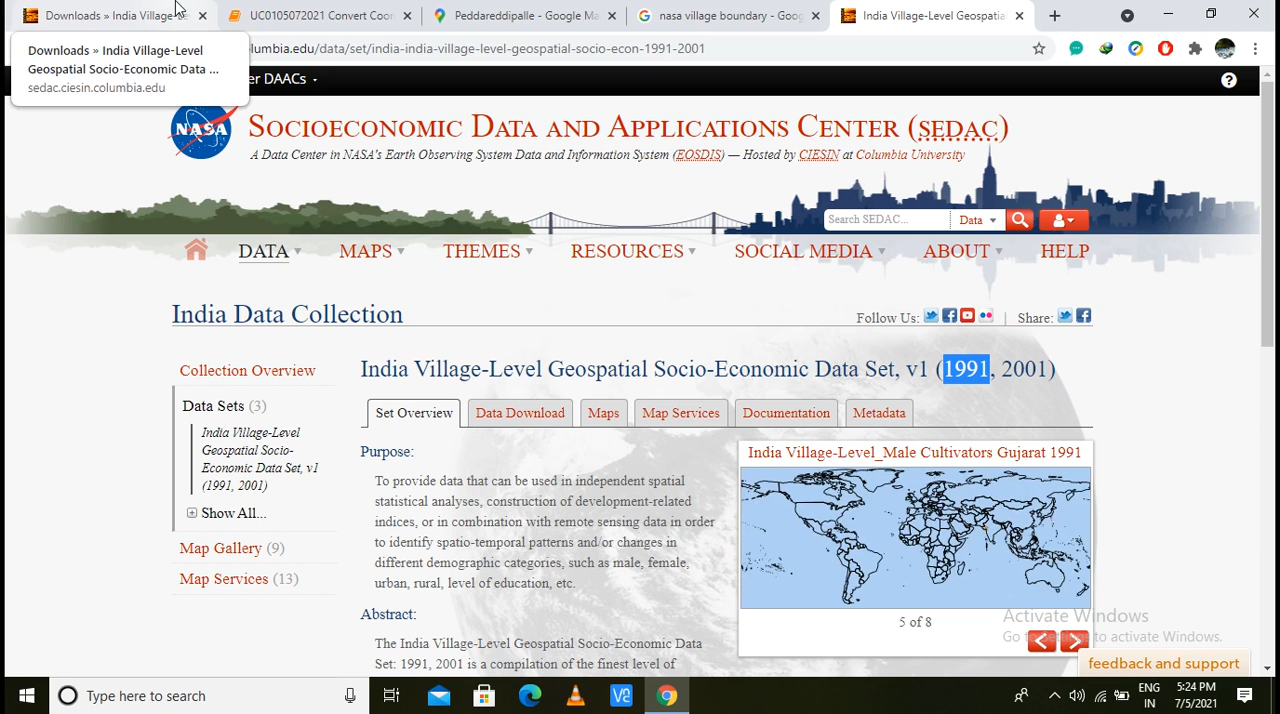 Downloads » India Village-Le
UC0105072021 Convert Coor
Peddareddipalle - Google Ma
nasa village boundary - Goog
India Village-Level Geospatia
Downloads » India Village-Level
Geospatial Socio-Economic Data ...
sedac.ciesin.columbia.edu
lumbia.edu/data/set/india-india-village-level-geospatial-socio-econ-1991-2001
er DAACs
?
NASA
SOCIOECONOMIC DATA AND APPLICATIONS CENTER (SEDAC)
A Data Center in NASA's Earth Observing System Data and Information System (EOSDIS) — Hosted by CIESIN at Columbia University
Search SEDAC...
Data
DATA
MAPS
THEMES
RESOURCES
SOCIAL MEDIA
ABOUT
HELP
India Data Collection
Follow Us:
| Share:
Collection Overview
Data Sets (3)
India Village-Level
Geospatial Socio-
Economic Data Set, v1
(1991, 2001)
Show All...
Map Gallery (9)
Map Services (13)
India Village-Level Geospatial Socio-Economic Data Set, v1 (1991, 2001)
Set Overview
Data Download
Maps
Map Services
Documentation
Metadata
Purpose:
To provide data that can be used in independent spatial
statistical analyses, construction of development-related
indices, or in combination with remote sensing data in order
to identify spatio-temporal patterns and/or changes in
different demographic categories, such as male, female,
urban, rural, level of education, etc.
Abstract:
The India Village-Level Geospatial Socio-Economic Data
Set: 1991, 2001 is a compilation of the finest level of
India Village-Level_Male Cultivators Gujarat 1991
5 of 8
Activate Windows
Go to Settings to activate Windows.
feedback and support
Type here to search
ENG
IN
5:24 PM
7/5/2021